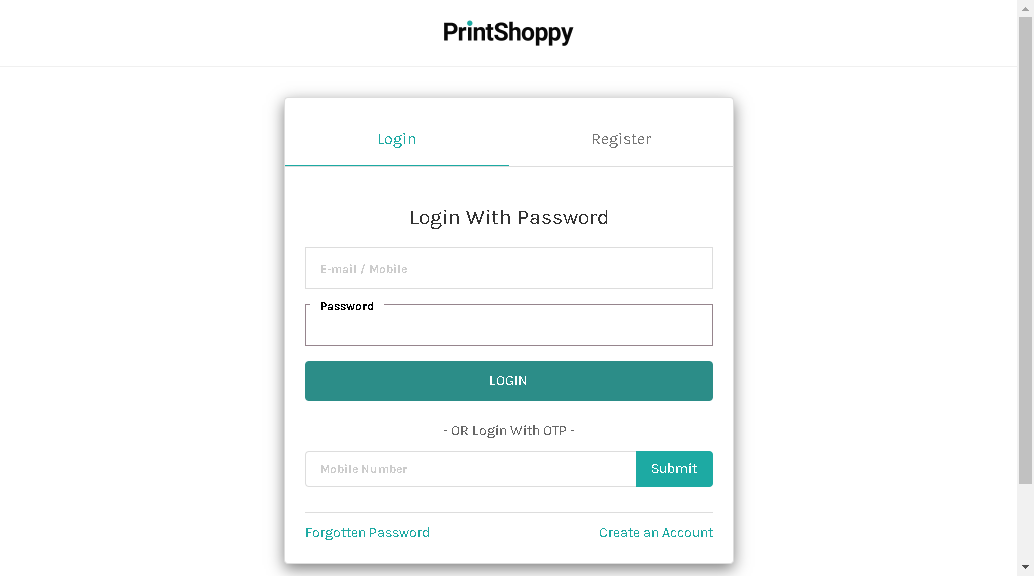 PrintShoppy
Login
Register
Login With Password
E-mail / Mobile
Password
LOGIN
- OR Login With OTP -
Mobile Number
Submit
Forgotten Password
Create an Account